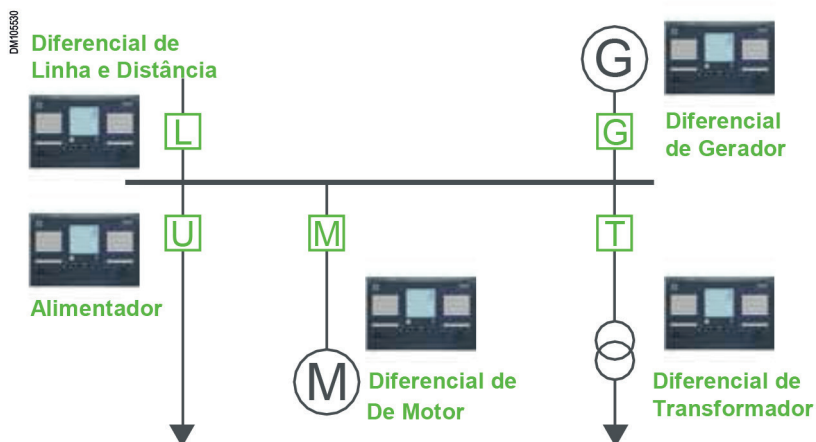 DM105530
Diferencial de
Linha e Distância
G
L
G
Diferencial
de Gerador
U
M
T
Alimentador
M
Diferencial de
De Motor
Diferencial de
Transformador